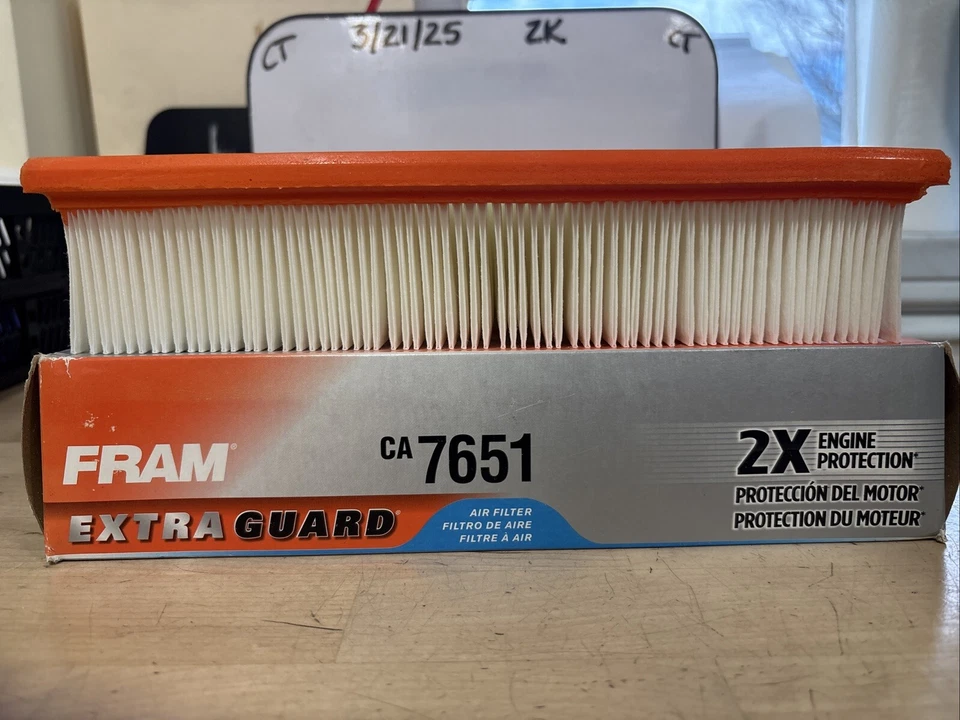 CT 3/21/25 ZK CT
FRAM®
CA 7651
2X ENGINE PROTECTION*
PROTECCIÓN DEL MOTOR*
PROTECTION DU MOTEUR*
EXTRA GUARD®
AIR FILTER
FILTRO DE AIRE
FILTRE À AIR